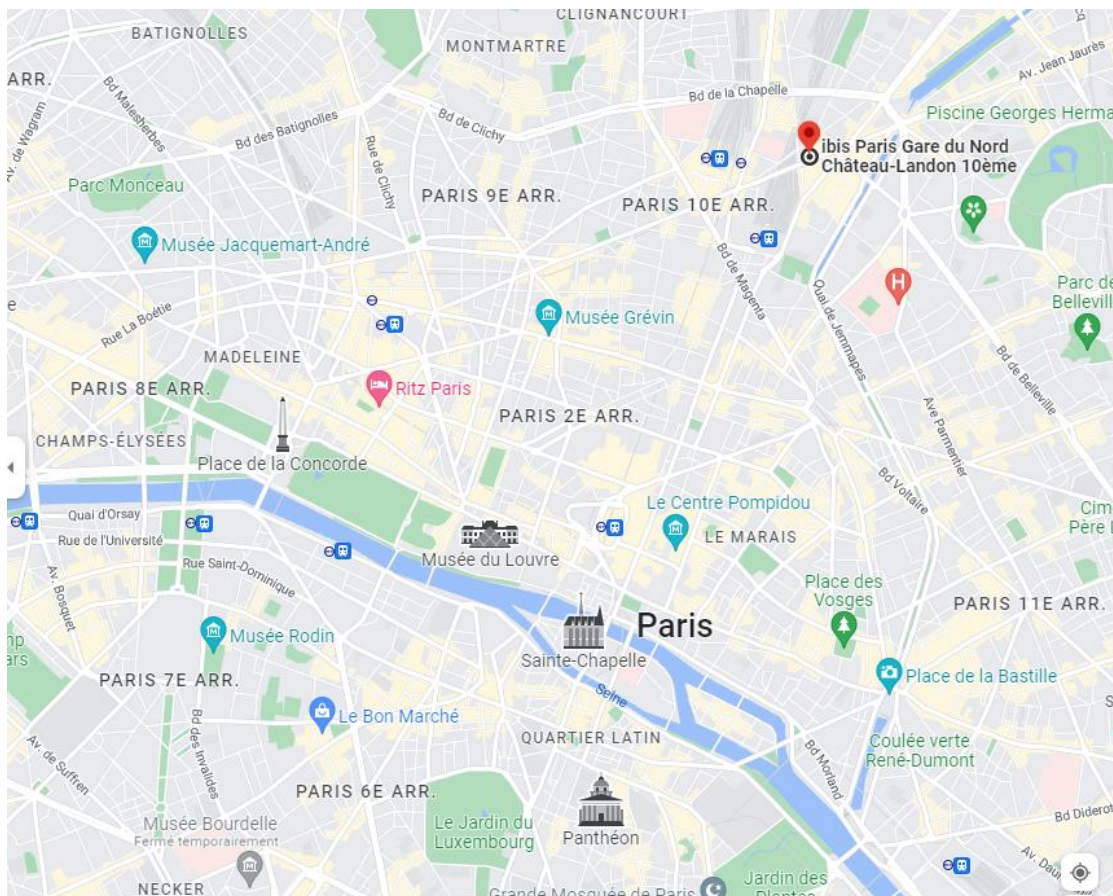 CLIGNANCOURT
BATIGNOLLES
MONTMARTRE
ARR.
Av. Jean Jaurès
Bd Malesherbes
Av. de Wagram
Bd de la Chapelle
Bd des Batignolles
Bd de Clichy
Piscine Georges Herma
ibis Paris Gare du Nord
Château-Landon 10ème
Rue de Clichy
Parc Monceau
PARIS 9E ARR.
PARIS 10E ARR.
Musée Jacquemart-André
Bd de Magenta
Quai de Jemmapes
H
Parc de
Belleville
Rue La Boétie
Musée Grévin
MADELEINE
PARIS 8E ARR.
Ritz Paris
PARIS 2E ARR.
Bd de Belleville
Ave Parmentier
CHAMPS-ÉLYSÉES
Place de la Concorde
Bd Voltaire
Le Centre Pompidou
LE MARAIS
Quai d'Orsay
Rue de l'Université
Musée du Louvre
Cim
Père L
Rue Saint-Dominique
Av. Bosquet
Place des
Vosges
PARIS 11E ARR.
Paris
Musée Rodin
mp
ars
Sainte-Chapelle
PARIS 7E ARR.
Place de la Bastille
Seine
Le Bon Marché
Bd des Invalides
QUARTIER LATIN
Av. de Suffren
Bd Morland
Coulée verte
René-Dumont
PARIS 6E ARR.
Musée Bourdelle
Fermé temporairement
Le Jardin du
Luxembourg
Panthéon
Bd Diderot
NECKER
Grande Mosquée de Paris
Jardin des
Plantes